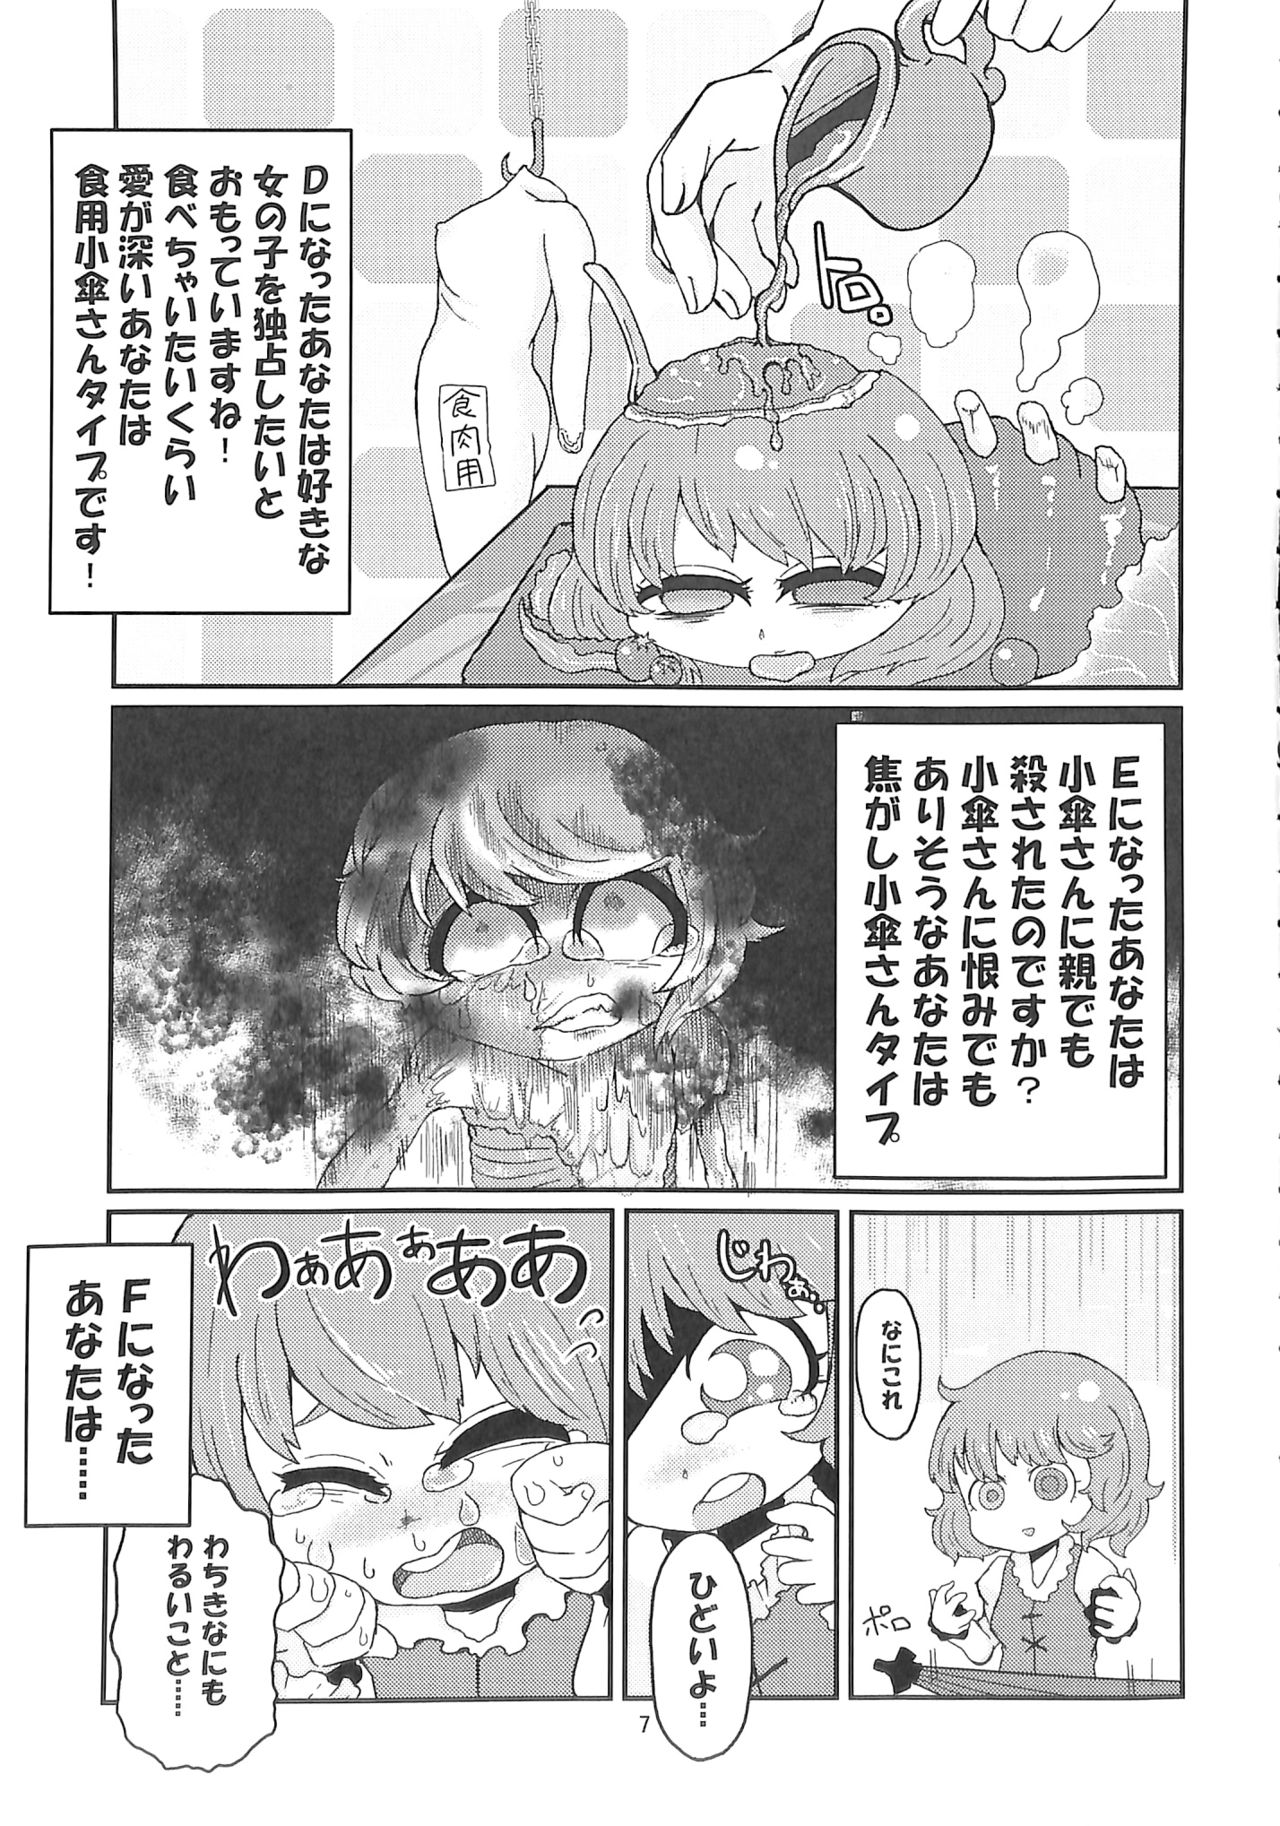 Dになったあなたは好きな
女の子を独占したいと
おもっていますね！
食べちゃいたいくらい
愛が深いあなたは
食用小傘さんタイプです！
トロ。
食肉用
Eになったあなたは
小傘さんに親でも
殺されたのですか？
小傘さんに恨みでも
ありそうなあなたは
焦がし小傘さんタイプ
なにこれ
ポロ
じわぁ…
ひどいよ…
わぁあぁああ
わちきなにも
わるいこと……
Fになった
あなたは……
7